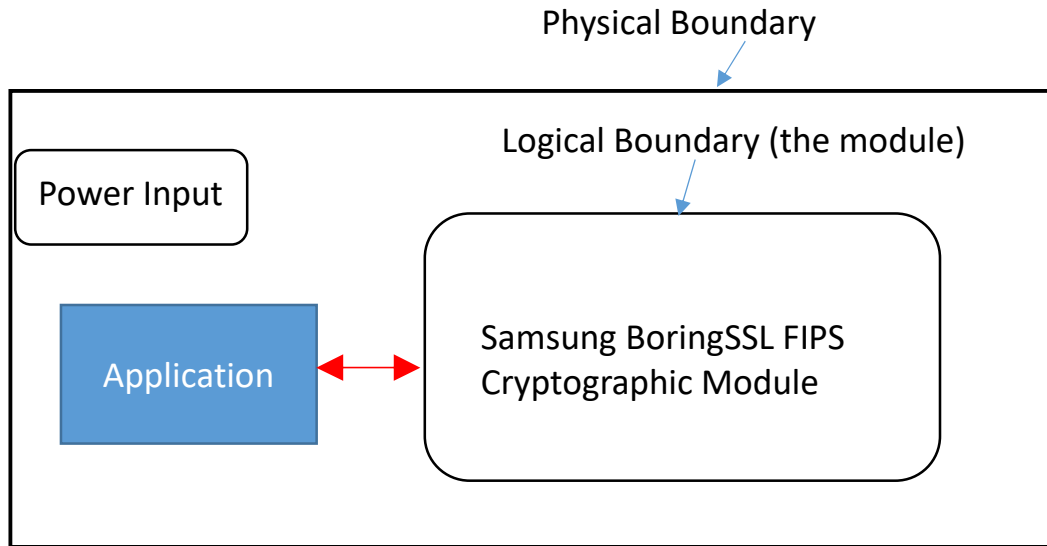 Physical Boundary
Logical Boundary (the module)
Power Input
Samsung BoringSSL FIPS
Cryptographic Module
Application